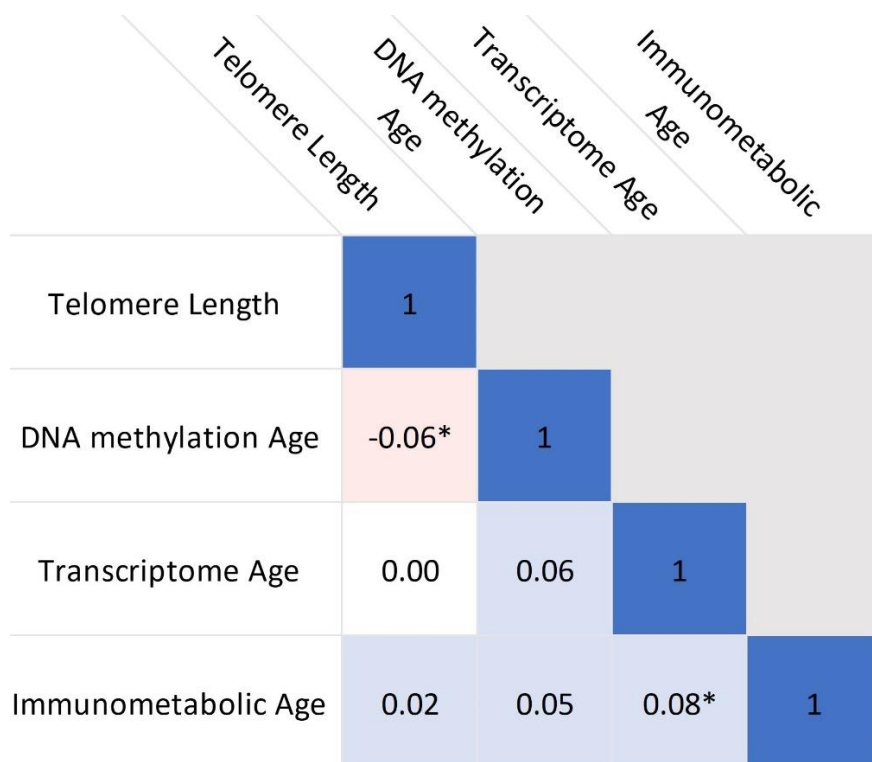 Telomere Length
DNA methylation
Age
Transcriptome Age
Immunometabolic
Age
Telomere Length 1
DNA methylation Age -0.06* 1
Transcriptome Age 0.00 0.06 1
Immunometabolic Age 0.02 0.05 0.08* 1